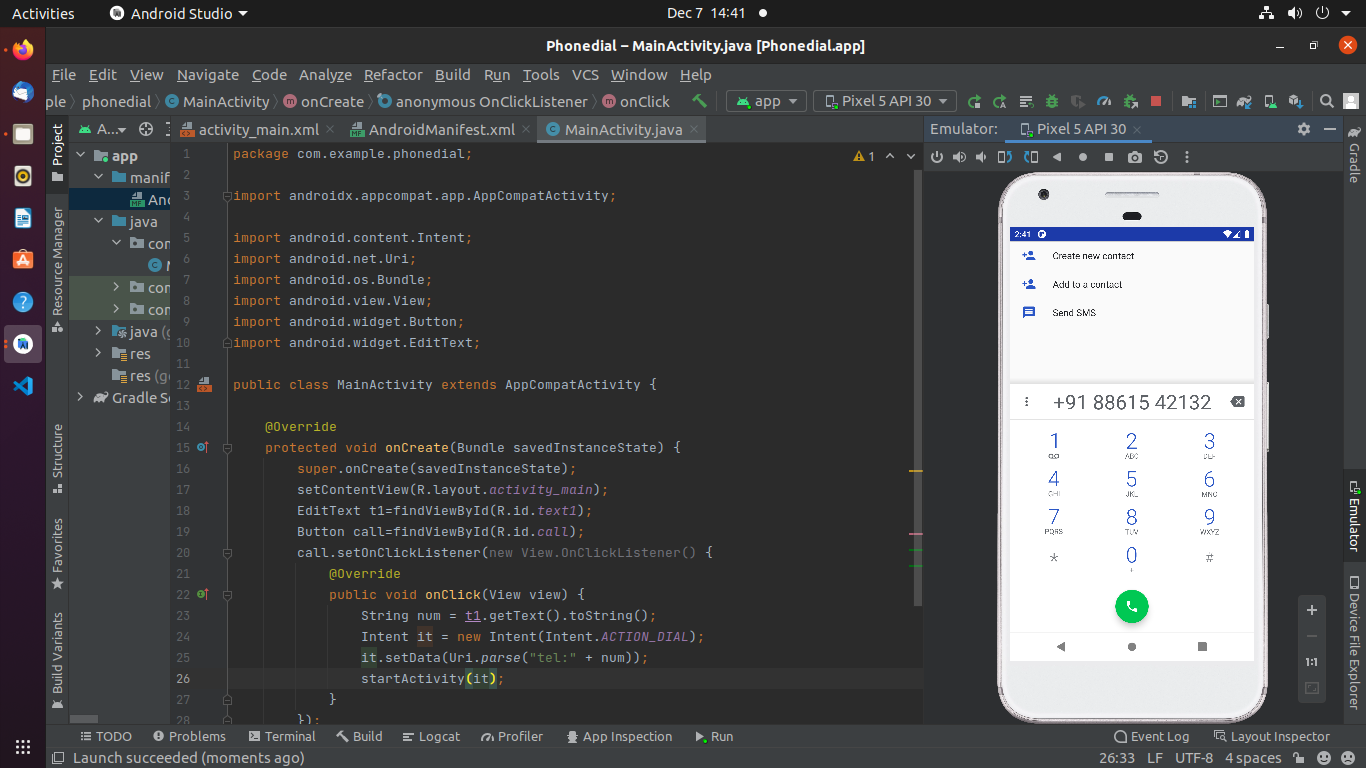 Activities
Android Studio
Dec 7 14:41
Phonedial – MainActivity.java [Phonedial.app]
File Edit View Navigate Code Analyze Refactor Build Run Tools VCS Window Help
ple phonedial MainActivity onCreate anonymous OnClickListener onClick
app
Pixel 5 API 30
Project
Resource Manager
Structure
Favorites
Build Variants
A...
app
manif
And
java
com
M
com
com
java (g
res
res (ge
Gradle Sc
activity_main.xml
AndroidManifest.xml
MainActivity.java
1
1 package com.example.phonedial;
2
3 import androidx.appcompat.app.AppCompatActivity;
4
5 import android.content.Intent;
6 import android.net.Uri;
7 import android.os.Bundle;
8 import android.view.View;
9 import android.widget.Button;
10 import android.widget.EditText;
11
12 public class MainActivity extends AppCompatActivity {
13
14 @Override
15 protected void onCreate(Bundle savedInstanceState) {
16 super.onCreate(savedInstanceState);
17 setContentView(R.layout.activity_main);
18 EditText t1=findViewById(R.id.text1);
19 Button call=findViewById(R.id.call);
20 call.setOnClickListener(new View.OnClickListener() {
21 @Override
22 public void onClick(View view) {
23 String num = t1.getText().toString();
24 Intent it = new Intent(Intent.ACTION_DIAL);
25 it.setData(Uri.parse("tel:" + num));
26 startActivity(it);
27 }
28 });
Emulator:
Pixel 5 API 30
2:41
Create new contact
Add to a contact
Send SMS
+91 88615 42132
1 2 3
ABC DEF
4 5 6
GHI JKL MNO
7 8 9
PQRS TUV WXYZ
* 0 #
+
1:1
Gradle
Emulator
Device File Explorer
TODO Problems Terminal Build Logcat Profiler App Inspection Run Event Log Layout Inspector
Launch succeeded (moments ago)
26:33 LF UTF-8 4 spaces